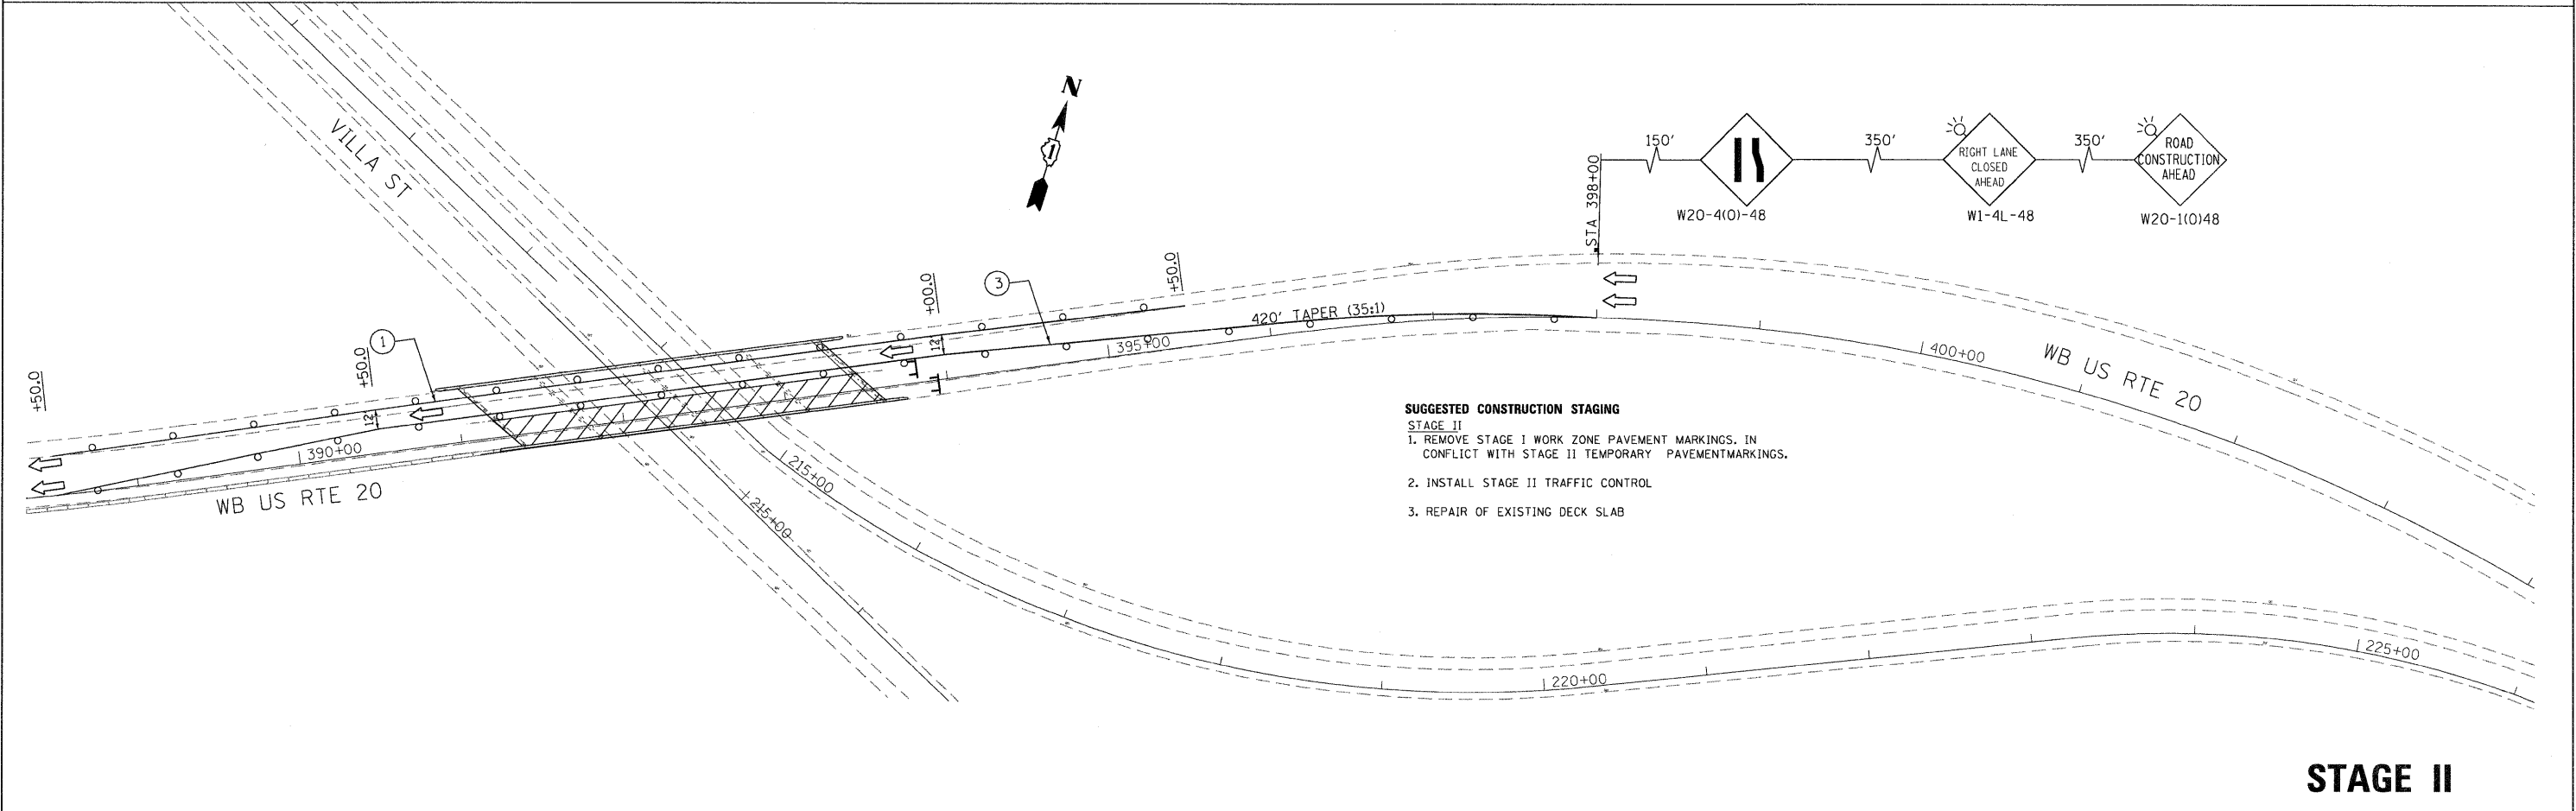 N
1
VILLA ST
150'
350'
350'
RIGHT LANE
CLOSED
AHEAD
ROAD
CONSTRUCTION
AHEAD
W20-4(O)-48
W1-4L-48
W20-1(O)48
STA 398+00
+50.0
+00.0
3
420' TAPER (35:1)
12'
395+00
400+00
WB US RTE 20
1
+50.0
+50.0
12'
390+00
WB US RTE 20
215+00
215+00
SUGGESTED CONSTRUCTION STAGING
STAGE II
1. REMOVE STAGE I WORK ZONE PAVEMENT MARKINGS. IN
CONFLICT WITH STAGE II TEMPORARY PAVEMENTMARKINGS.
2. INSTALL STAGE II TRAFFIC CONTROL
3. REPAIR OF EXISTING DECK SLAB
220+00
225+00
STAGE II